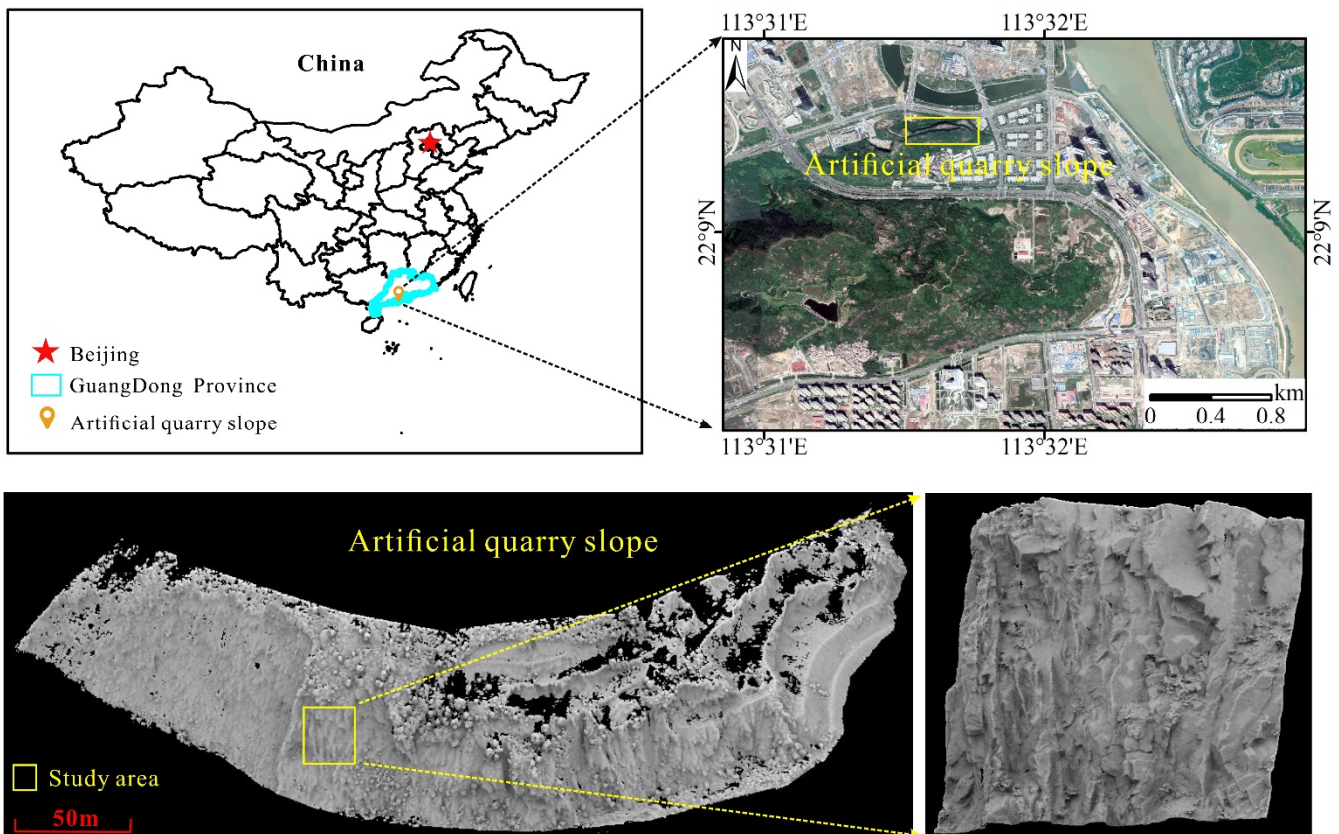 China
Beijing
GuangDong Province
Artificial quarry slope
113°31'E
113°32'E
N
Artificial quarry slope
22°9'N
22°9'N
km
0 0.4 0.8
113°31'E
113°32'E
Artificial quarry slope
Study area
50m